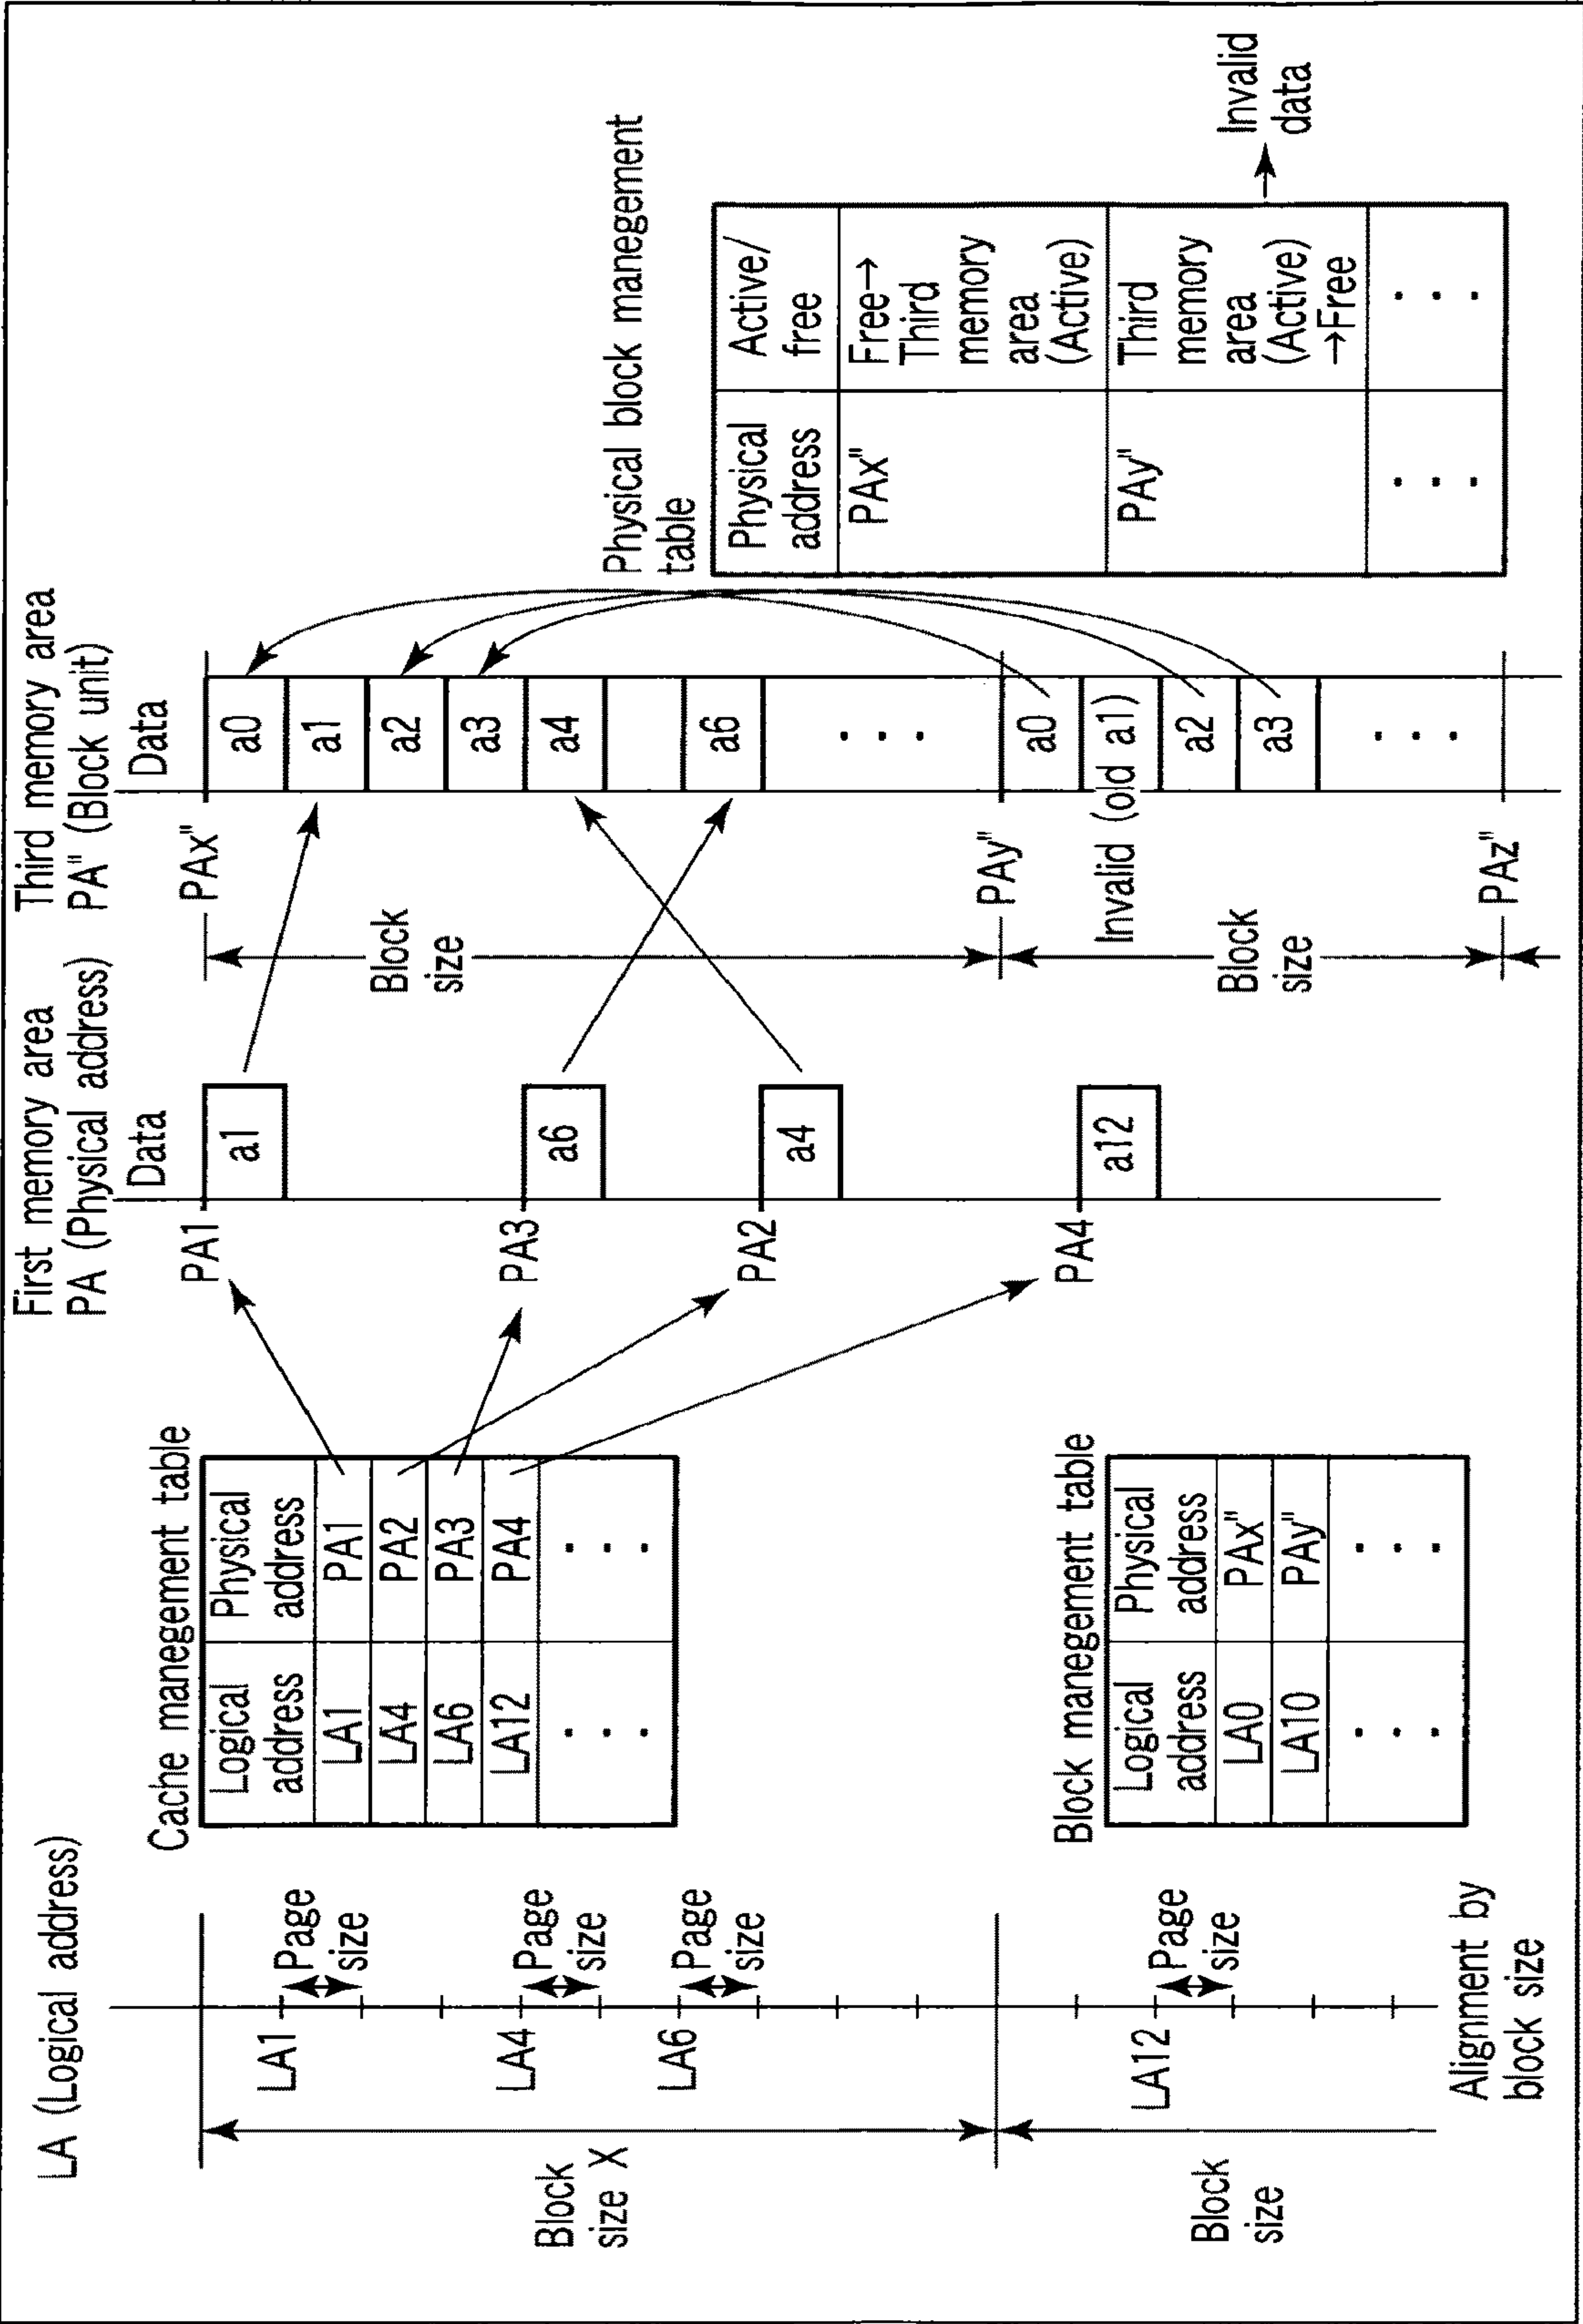 LA (Logical address)
LA1
Page
size
LA4
Page
size
LA6
Page
size
Block
size X
LA12
Page
size
Block
size
Alignment by
block size
Cache manegement table
Logical
address
Physical
address
LA1
PA1
LA4
PA2
LA6
PA3
LA12
PA4
Block manegement table
Logical
address
Physical
address
LA0
PAx"
LA10
PAy"
First memory area
PA (Physical address)
Data
PA1
a1
PA3
a6
PA2
a4
PA4
a12
Third memory area
PA" (Block unit)
Data
PAx"
a0
a1
a2
a3
a4
a6
Block
size
PAy"
a0
Invalid (old a1)
a2
a3
Block
size
PAz"
Physical block manegement
table
Physical
address
Active/
free
PAx"
Free→
Third
memory
area
(Active)
PAy"
Third
memory
area
(Active)
→Free
Invalid
data